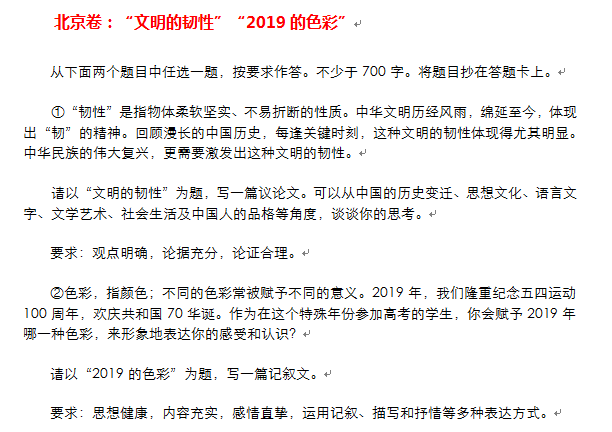 北京卷：“文明的韧性”“2019 的色彩”
从下面两个题目中任选一题，按要求作答。不少于 700 字。将题目抄在答题卡上。
①“韧性”是指物体柔软坚实、不易折断的性质。中华文明历经风雨，绵延至今，体现
出“韧”的精神。回顾漫长的中国历史，每逢关键时刻，这种文明的韧性体现得尤其明显。
中华民族的伟大复兴，更需要激发出这种文明的韧性。
请以“文明的韧性”为题，写一篇议论文。可以从中国的历史变迁、思想文化、语言文
字、文学艺术、社会生活及中国人的品格等角度，谈谈你的思考。
要求：观点明确，论据充分，论证合理。
②色彩，指颜色；不同的色彩常被赋予不同的意义。2019 年，我们隆重纪念五四运动
100 周年，欢庆共和国 70 华诞。作为在这个特殊年份参加高考的学生，你会赋予 2019 年
哪一种色彩，来形象地表达你的感受和认识？
请以“2019 的色彩”为题，写一篇记叙文。
要求：思想健康，内容充实，感情直挚，运用记叙、描写和抒情等多种表达方式。